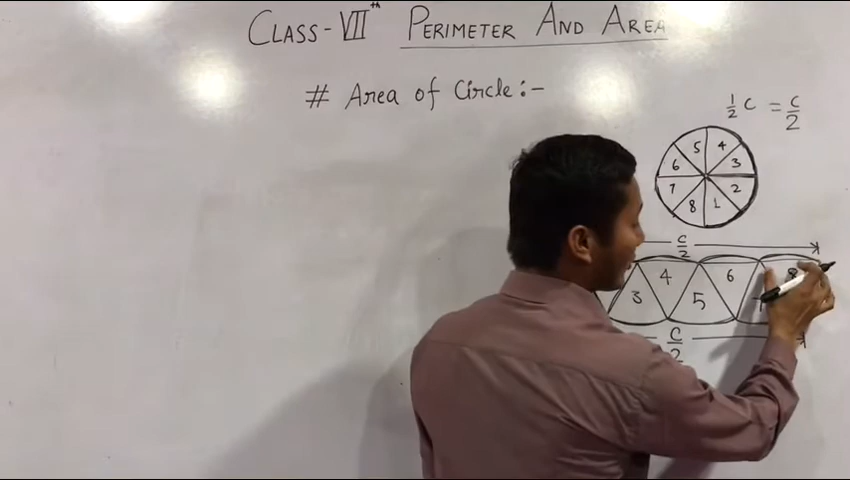 CLASS-VIIth PERIMETER AND AREA
# Area of Circle:-
1/2 C = C/2
5 4
6 3
7 2
8 1
C/2
4 6 8
3 5
C/2